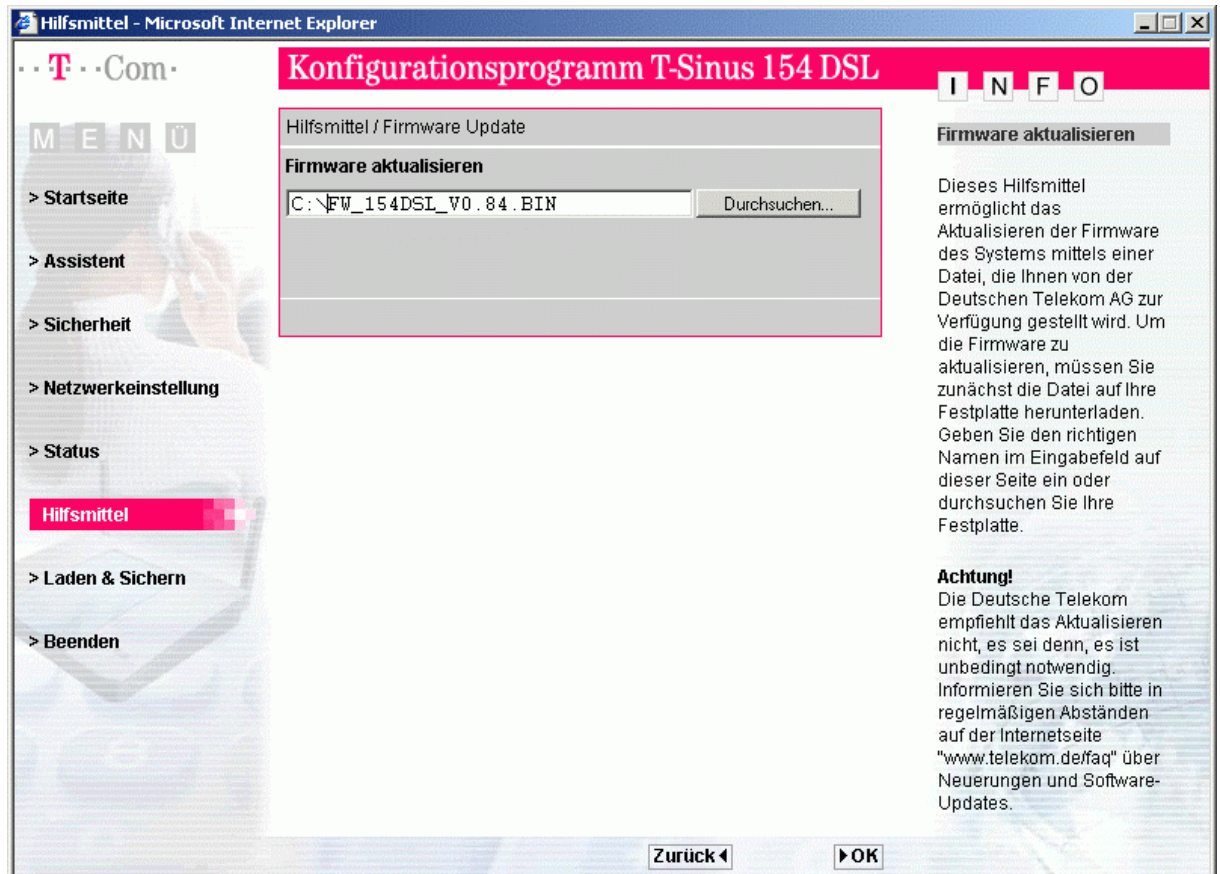 Hilfsmittel - Microsoft Internet Explorer
· · T · · Com ·
Konfigurationsprogramm T-Sinus 154 DSL
I N F O
M E N Ü
> Startseite
> Assistent
> Sicherheit
> Netzwerkeinstellung
> Status
Hilfsmittel
> Laden & Sichern
> Beenden
Hilfsmittel / Firmware Update
Firmware aktualisieren
C:\FW_154DSL_V0.84.BIN
Durchsuchen...
Firmware aktualisieren
Dieses Hilfsmittel
ermöglicht das
Aktualisieren der Firmware
des Systems mittels einer
Datei, die Ihnen von der
Deutschen Telekom AG zur
Verfügung gestellt wird. Um
die Firmware zu
aktualisieren, müssen Sie
zunächst die Datei auf Ihre
Festplatte herunterladen.
Geben Sie den richtigen
Namen im Eingabefeld auf
dieser Seite ein oder
durchsuchen Sie Ihre
Festplatte.
Achtung!
Die Deutsche Telekom
empfiehlt das Aktualisieren
nicht, es sei denn, es ist
unbedingt notwendig.
Informieren Sie sich bitte in
regelmäßigen Abständen
auf der Internetseite
"www.telekom.de/faq" über
Neuerungen und Software-
Updates.
Zurück
OK